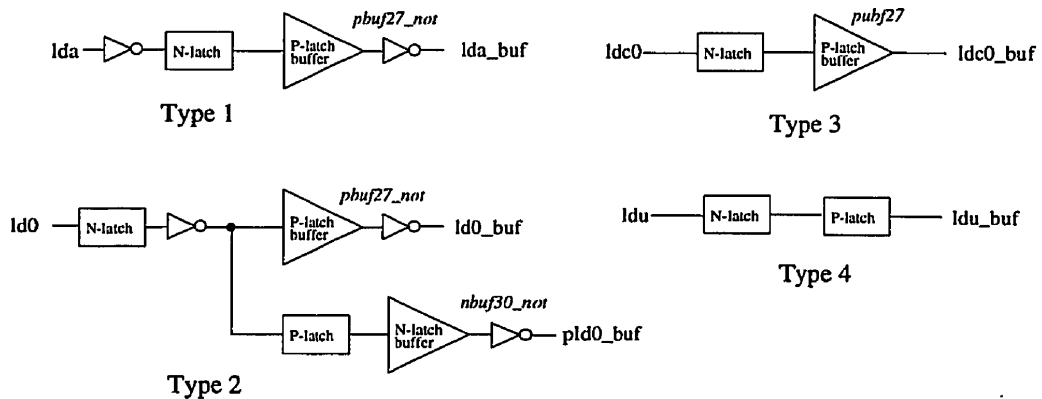 pbuf27_not
lda N-latch P-latch buffer lda_buf
Type 1
pubf27
ldc0 N-latch P-latch buffer ldc0_buf
Type 3
pbuf27_not
ld0 N-latch P-latch buffer ld0_buf
nbuf30_not
P-latch N-latch buffer pld0_buf
Type 2
ldu N-latch P-latch ldu_buf
Type 4